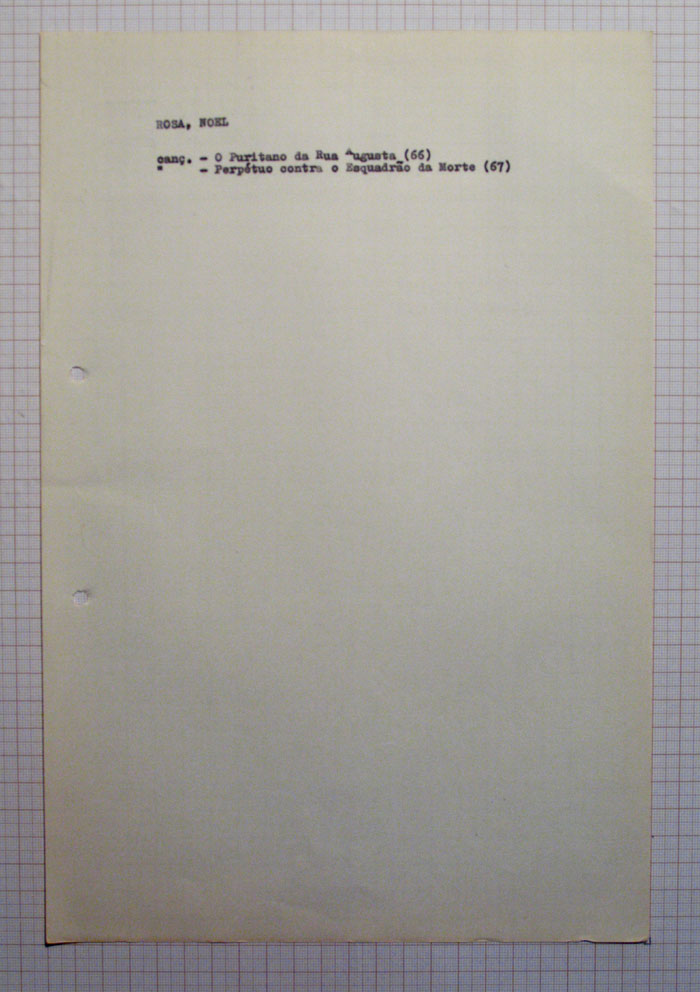 ROSA, NOEL
canç. - O Puritano da Rua Augusta (66)
" - Perpétuo contra o Esquadrão da Morte (67)